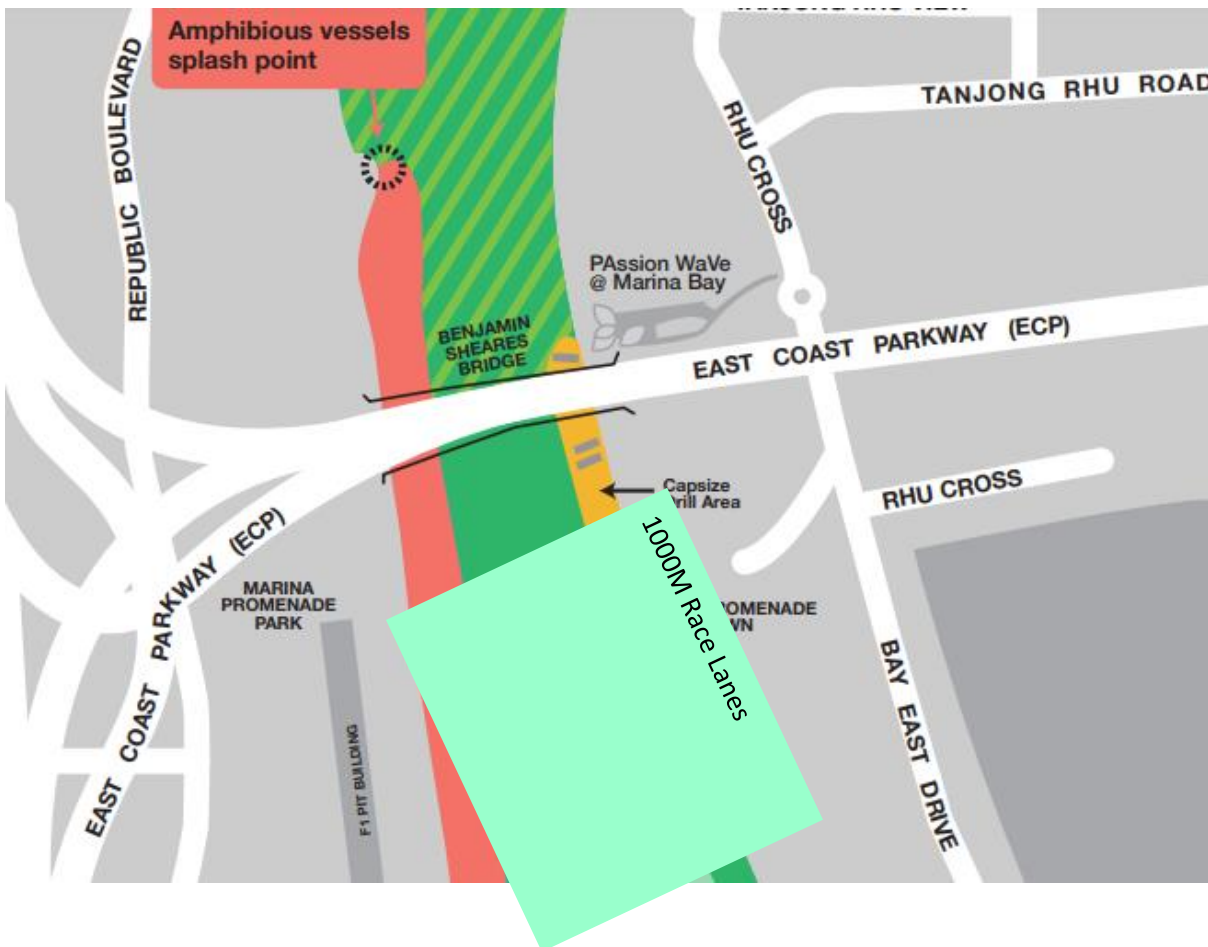 Amphibious vessels
splash point
REPUBLIC BOULEVARD
TANJONG RHU ROAD
RHU CROSS
PAssion WaVe
@ Marina Bay
BENJAMIN
SHEARES
BRIDGE
EAST COAST PARKWAY (ECP)
Capsize
Drill Area
RHU CROSS
1000M Race Lanes
EAST COAST PARKWAY (ECP)
MARINA
PROMENADE
PARK
F1 PIT BUILDING
BAY EAST DRIVE